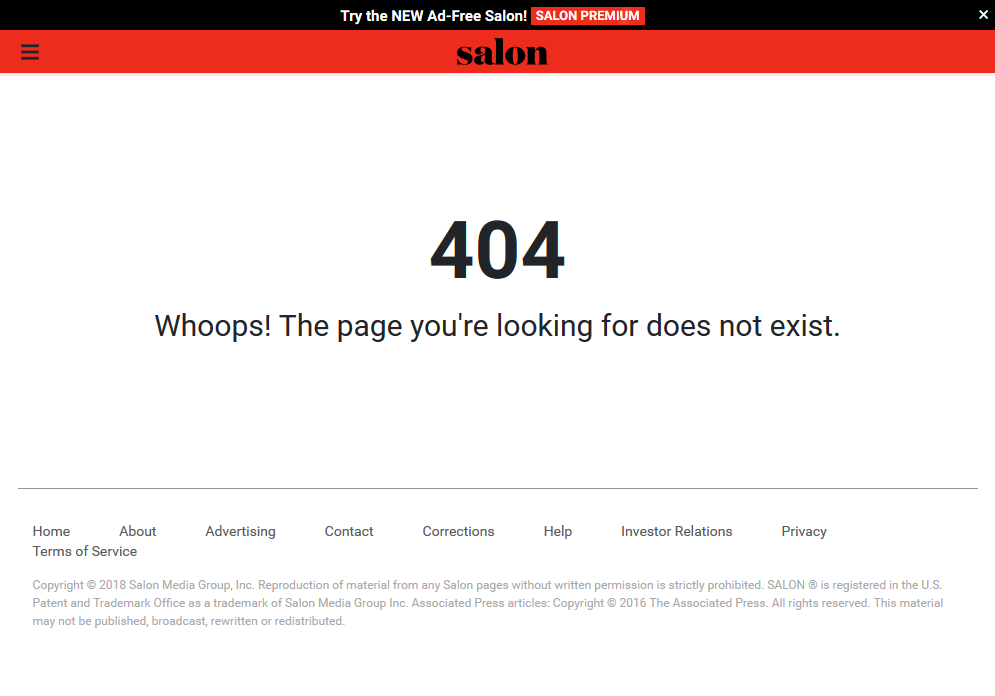 Try the NEW Ad-Free Salon! SALON PREMIUM ×
salon
404
Whoops! The page you're looking for does not exist.
Home About Advertising Contact Corrections Help Investor Relations Privacy
Terms of Service
Copyright © 2018 Salon Media Group, Inc. Reproduction of material from any Salon pages without written permission is strictly prohibited. SALON ® is registered in the U.S.
Patent and Trademark Office as a trademark of Salon Media Group Inc. Associated Press articles: Copyright © 2016 The Associated Press. All rights reserved. This material
may not be published, broadcast, rewritten or redistributed.